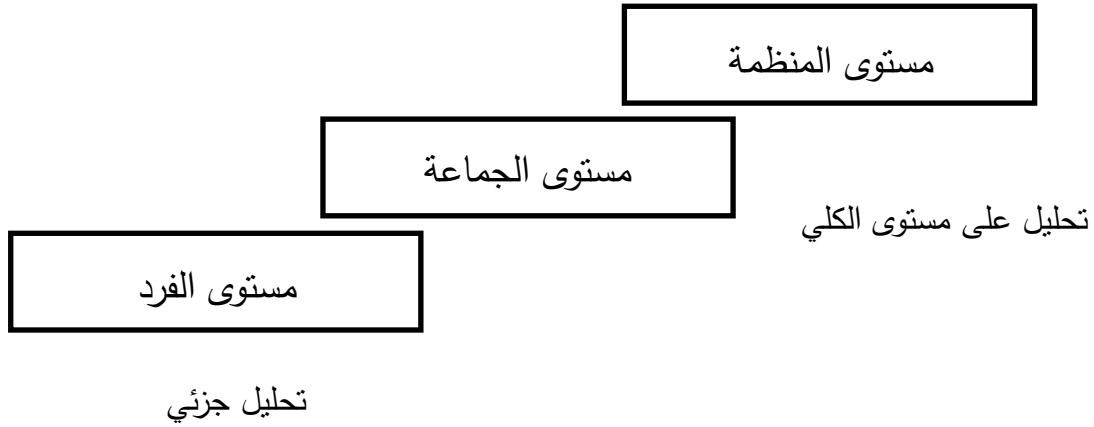 مستوى المنظمة
مستوى الجماعة
تحليل على مستوى الكلي
مستوى الفرد
تحليل جزئي